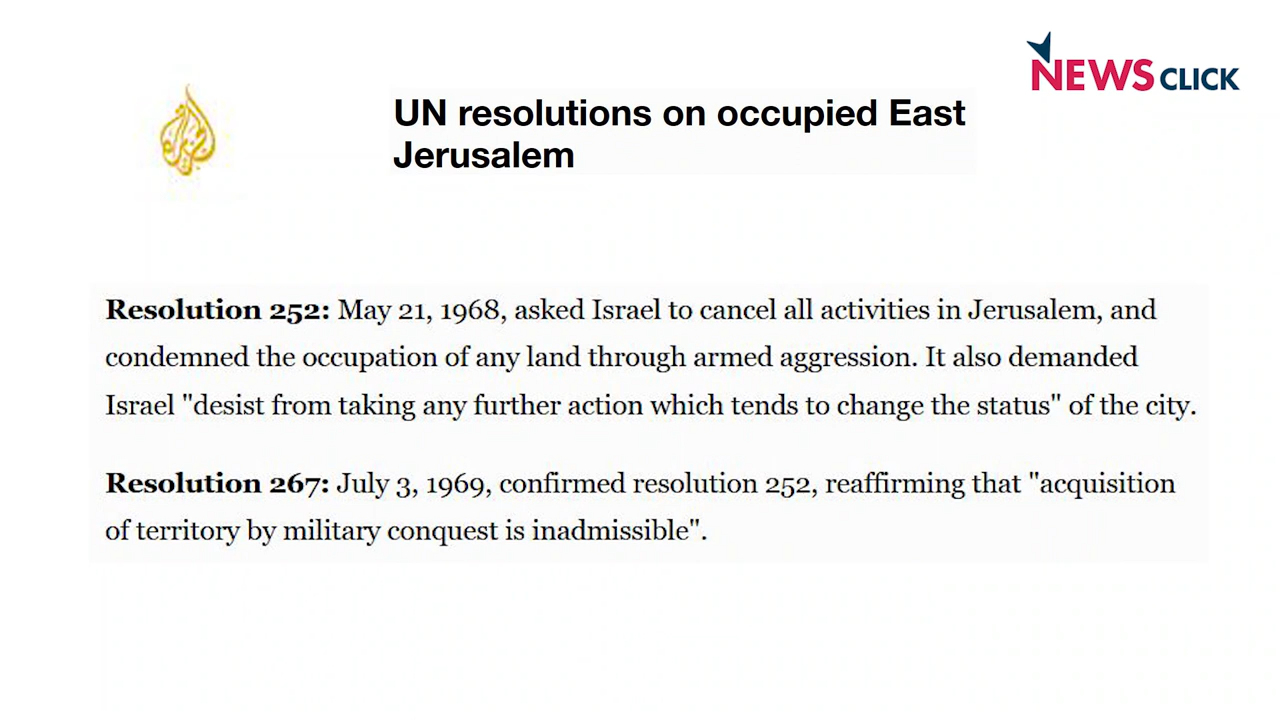 NEWSCLICK
UN resolutions on occupied East
Jerusalem
Resolution 252: May 21, 1968, asked Israel to cancel all activities in Jerusalem, and
condemned the occupation of any land through armed aggression. It also demanded
Israel "desist from taking any further action which tends to change the status" of the city.
Resolution 267: July 3, 1969, confirmed resolution 252, reaffirming that "acquisition
of territory by military conquest is inadmissible".